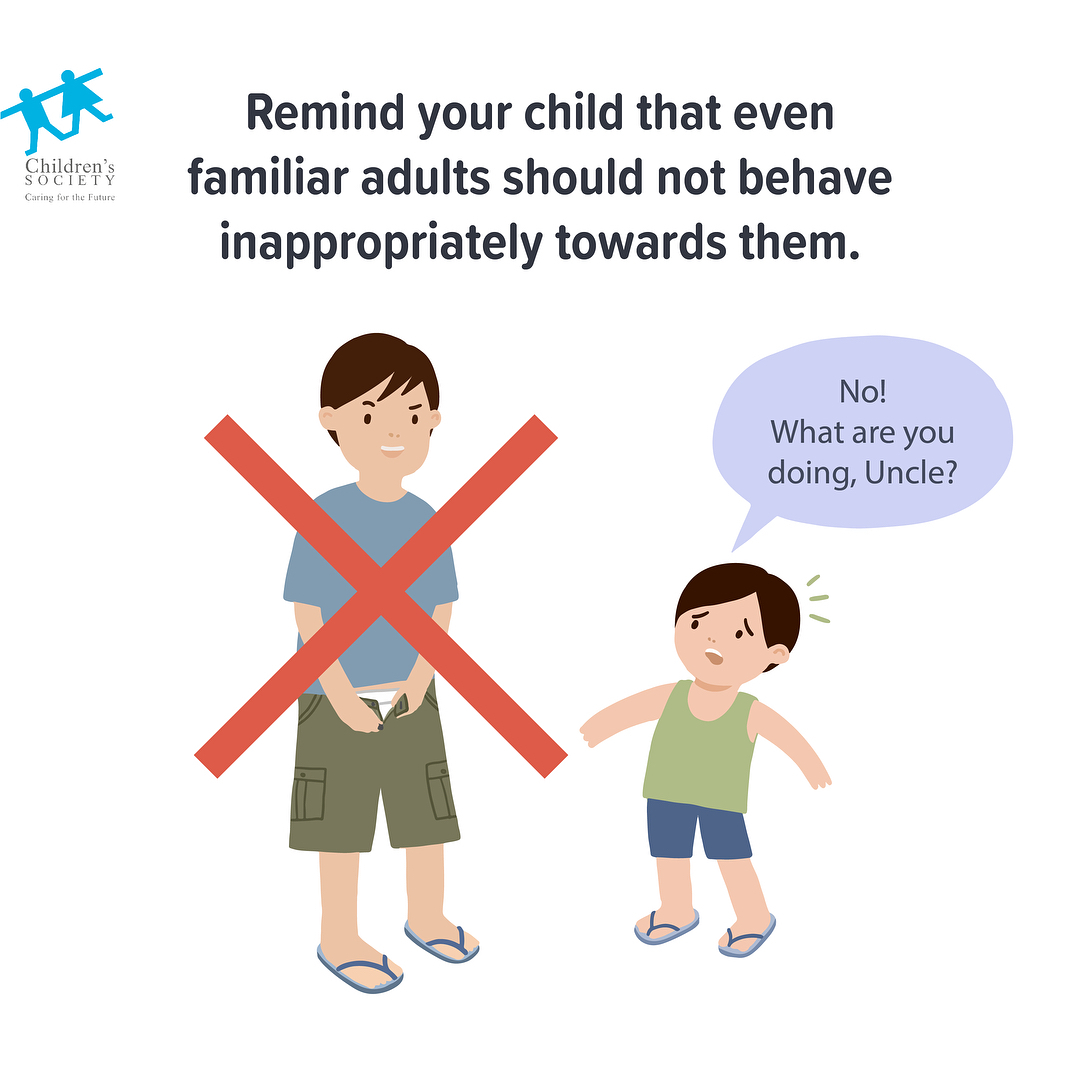 Children's
SOCIETY
Caring for the Future
Remind your child that even
familiar adults should not behave
inappropriately towards them.
No!
What are you
doing, Uncle?